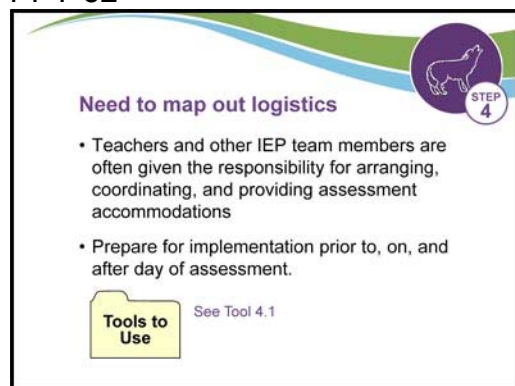 STEP
4
Need to map out logistics
• Teachers and other IEP team members are
often given the responsibility for arranging,
coordinating, and providing assessment
accommodations
• Prepare for implementation prior to, on, and
after day of assessment.
Tools to
Use
See Tool 4.1